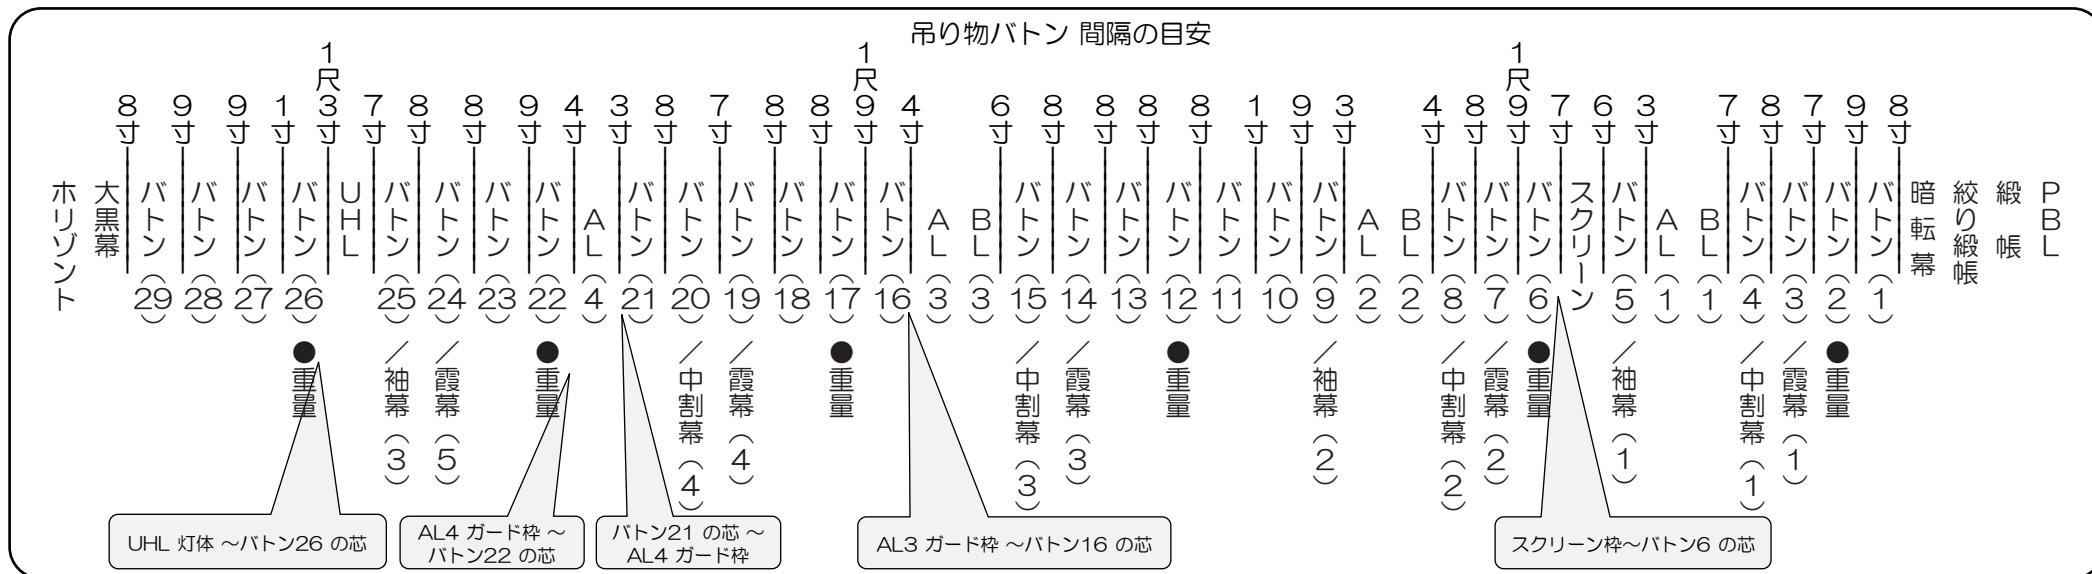 吊り物バトン 間隔の目安
PBL
緞 帳
絞り緞帳
暗 転 幕
8寸
バトン(1)
9寸
バトン(2) ●重量
7寸
バトン(3)/霞幕(1)
8寸
バトン(4)/中割幕(1)
7寸
BL(1)
AL(1)
3寸
バトン(5)/袖幕(1)
6寸
スクリーン
7寸
バトン(6) ●重量
1尺9寸
バトン(7)/霞幕(2)
8寸
バトン(8)/中割幕(2)
4寸
BL(2)
AL(2)
3寸
バトン(9)/袖幕(2)
9寸
バトン(10)
1寸
バトン(11)
8寸
バトン(12) ●重量
8寸
バトン(13)
8寸
バトン(14)/霞幕(3)
8寸
バトン(15)/中割幕(3)
6寸
BL(3)
AL(3)
4寸
バトン(16)
1尺9寸
バトン(17) ●重量
8寸
バトン(18)
8寸
バトン(19)/霞幕(4)
7寸
バトン(20)/中割幕(4)
8寸
バトン(21)
3寸
AL(4)
4寸
バトン(22) ●重量
9寸
バトン(23)
8寸
バトン(24)/霞幕(5)
8寸
バトン(25)/袖幕(3)
7寸
UHL
1尺3寸
バトン(26) ●重量
1寸
バトン(27)
9寸
バトン(28)
9寸
バトン(29)
8寸
大黒幕
ホリゾント
UHL 灯体 ～バトン26 の芯
AL4 ガード枠 ～
バトン22 の芯
バトン21 の芯 ～
AL4 ガード枠
AL3 ガード枠 ～バトン16 の芯
スクリーン枠～バトン6 の芯